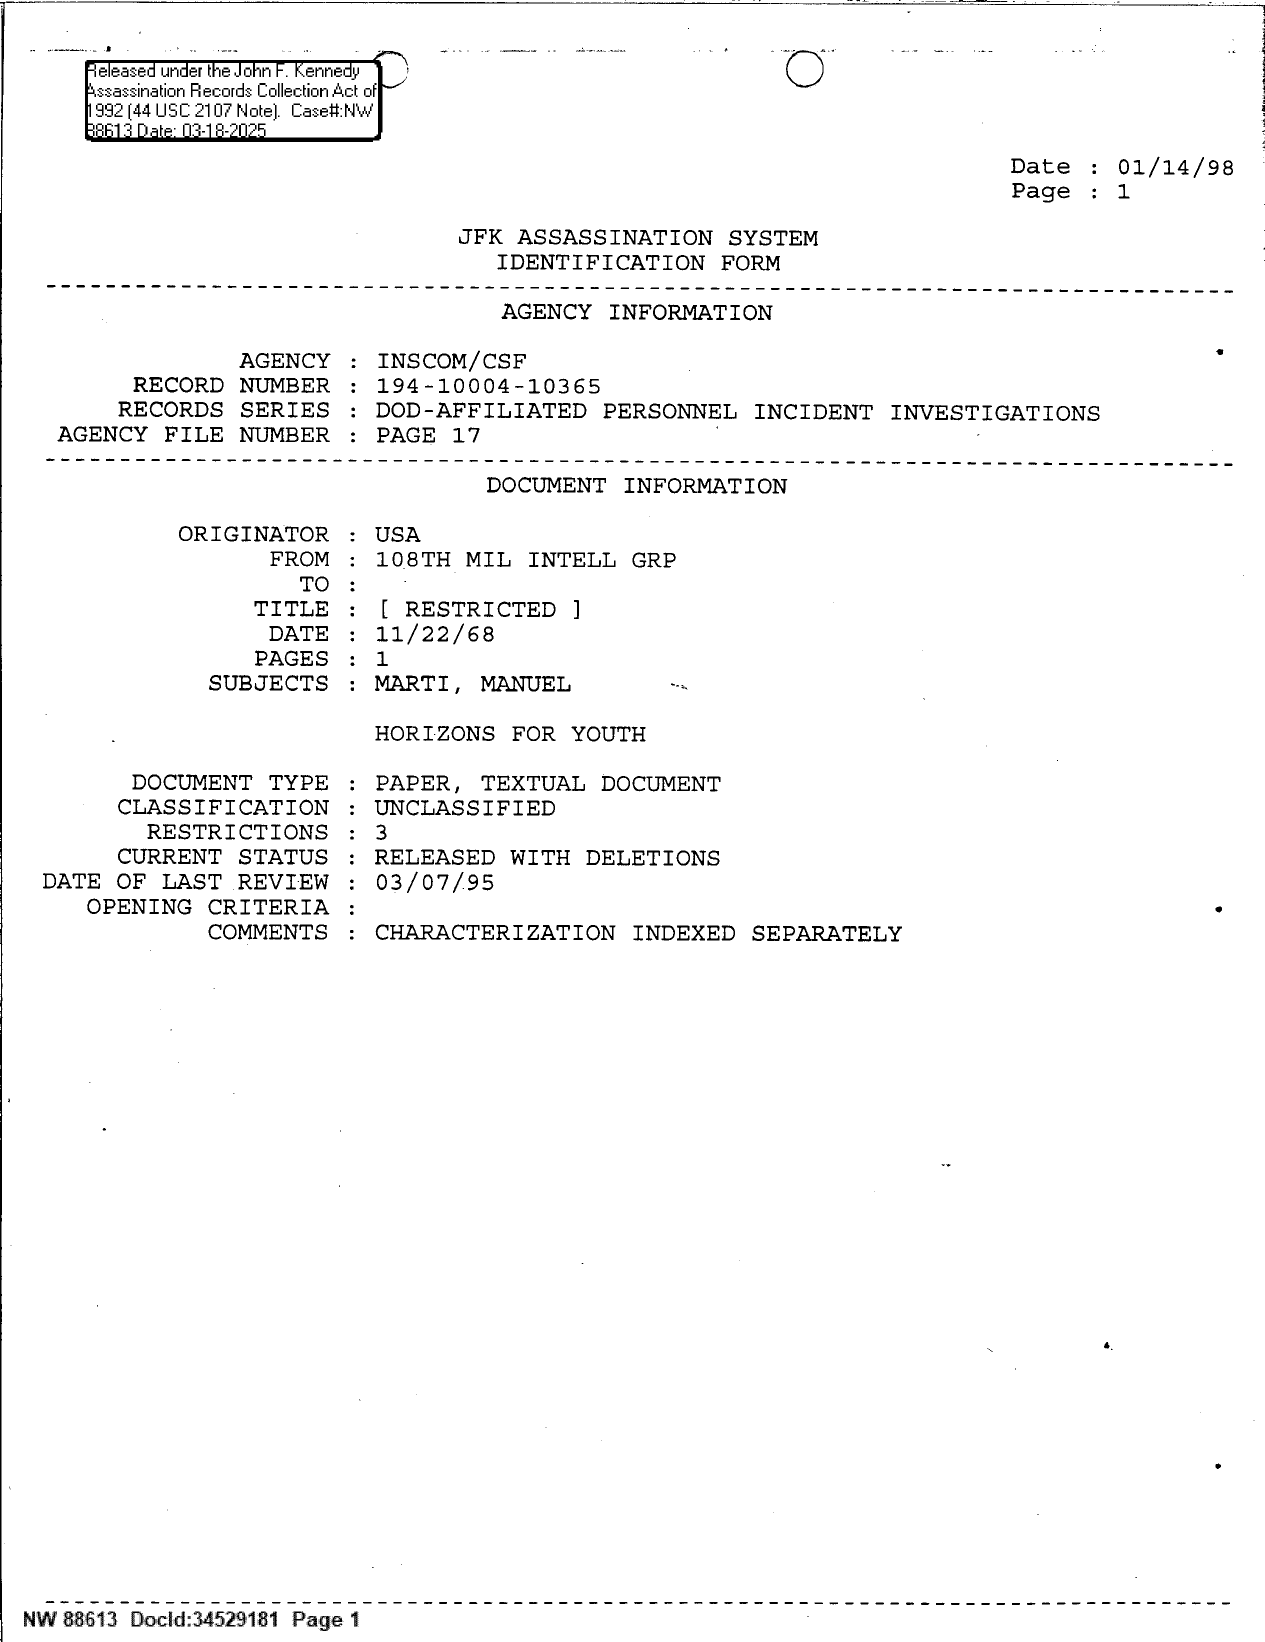 Released under the John F. Kennedy
Assassination Records Collection Act of
1992 (44 USC 2107 Note). Case#:NW
88613 Date: 03-18-2025
Date : 01/14/98
Page : 1
JFK ASSASSINATION SYSTEM
IDENTIFICATION FORM
AGENCY INFORMATION
AGENCY : INSCOM/CSF
RECORD NUMBER : 194-10004-10365
RECORDS SERIES : DOD-AFFILIATED PERSONNEL INCIDENT INVESTIGATIONS
AGENCY FILE NUMBER : PAGE 17
DOCUMENT INFORMATION
ORIGINATOR : USA
FROM : 108TH MIL INTELL GRP
TO :
TITLE : [ RESTRICTED ]
DATE : 11/22/68
PAGES : 1
SUBJECTS : MARTI, MANUEL
HORIZONS FOR YOUTH
DOCUMENT TYPE : PAPER, TEXTUAL DOCUMENT
CLASSIFICATION : UNCLASSIFIED
RESTRICTIONS : 3
CURRENT STATUS : RELEASED WITH DELETIONS
DATE OF LAST REVIEW : 03/07/95
OPENING CRITERIA :
COMMENTS : CHARACTERIZATION INDEXED SEPARATELY
NW 88613 DocId:34529181 Page 1